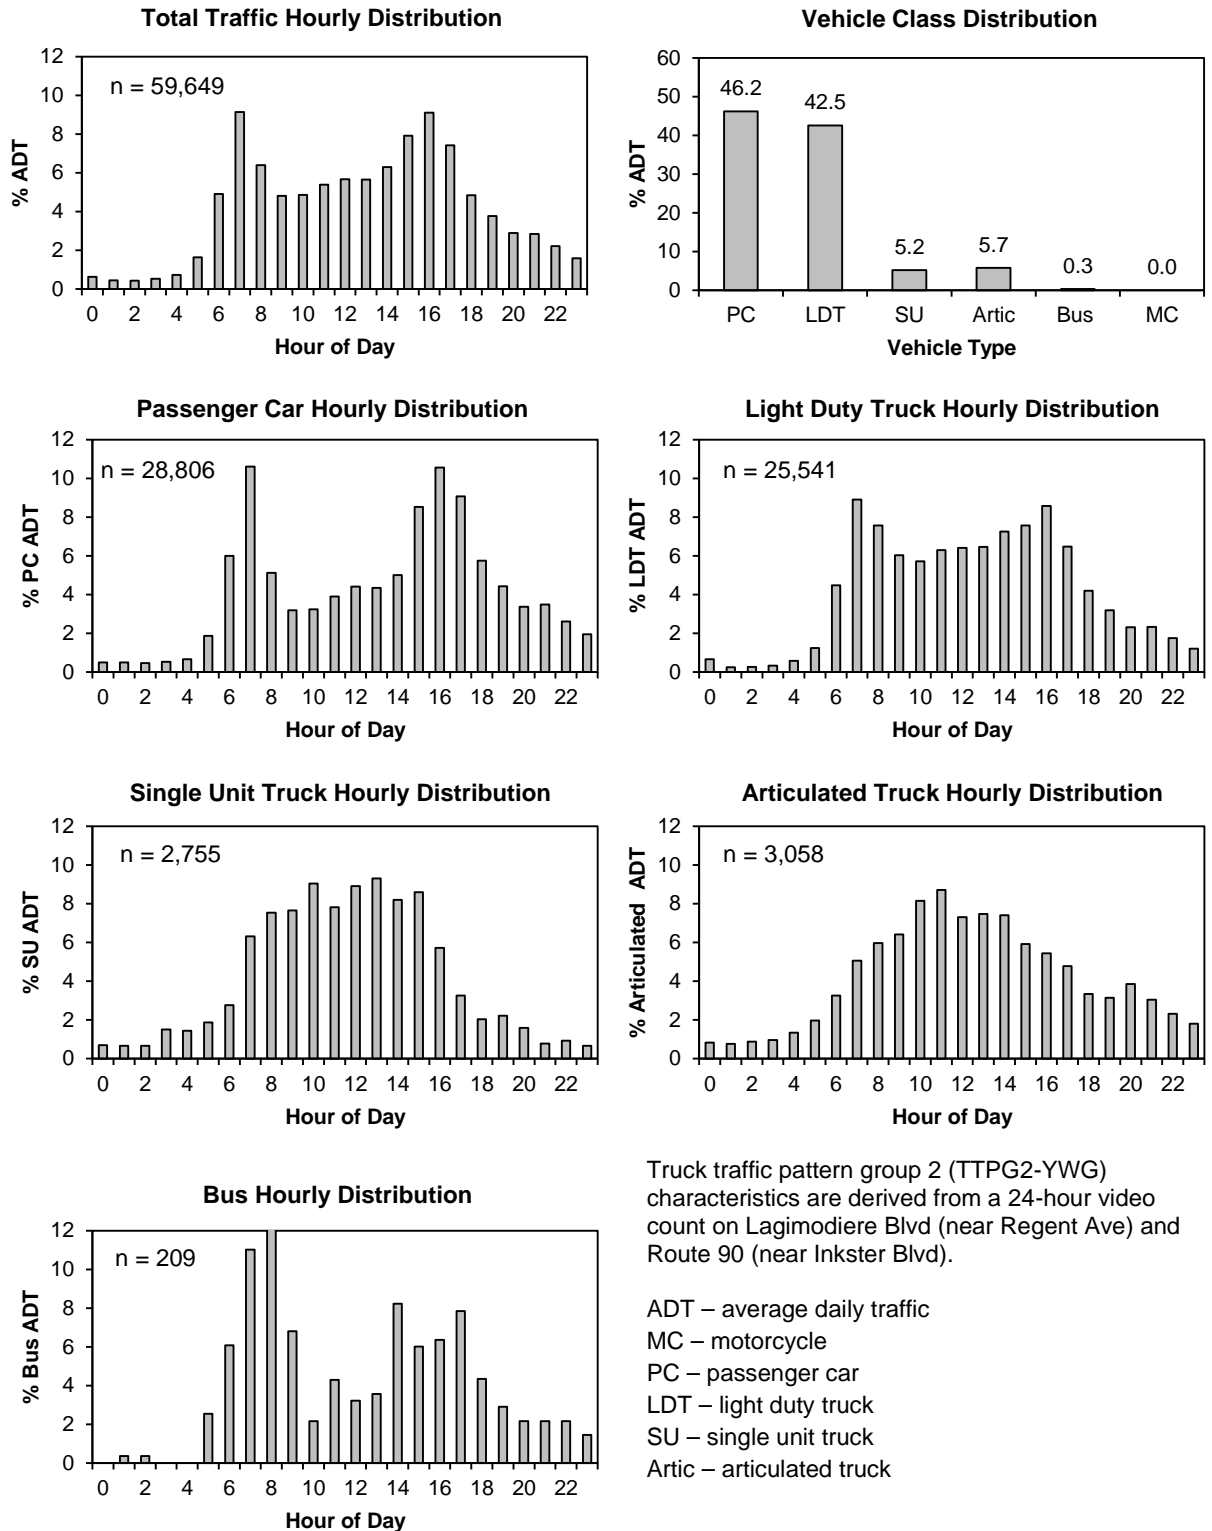 Total Traffic Hourly Distribution
12
10
8
6
4
2
0
% ADT
n = 59,649
0 2 4 6 8 10 12 14 16 18 20 22
Hour of Day
Vehicle Class Distribution
60
50
40
30
20
10
0
% ADT
46.2
42.5
5.2
5.7
0.3
0.0
PC LDT SU Artic Bus MC
Vehicle Type
Passenger Car Hourly Distribution
12
10
8
6
4
2
0
% PC ADT
n = 28,806
0 2 4 6 8 10 12 14 16 18 20 22
Hour of Day
Light Duty Truck Hourly Distribution
12
10
8
6
4
2
0
% LDT ADT
n = 25,541
0 2 4 6 8 10 12 14 16 18 20 22
Hour of Day
Single Unit Truck Hourly Distribution
12
10
8
6
4
2
0
% SU ADT
n = 2,755
0 2 4 6 8 10 12 14 16 18 20 22
Hour of Day
Articulated Truck Hourly Distribution
12
10
8
6
4
2
0
% Articulated ADT
n = 3,058
0 2 4 6 8 10 12 14 16 18 20 22
Hour of Day
Bus Hourly Distribution
12
10
8
6
4
2
0
% Bus ADT
n = 209
0 2 4 6 8 10 12 14 16 18 20 22
Hour of Day
Truck traffic pattern group 2 (TTPG2-YWG)
characteristics are derived from a 24-hour video
count on Lagimodiere Blvd (near Regent Ave) and
Route 90 (near Inkster Blvd).
ADT – average daily traffic
MC – motorcycle
PC – passenger car
LDT – light duty truck
SU – single unit truck
Artic – articulated truck